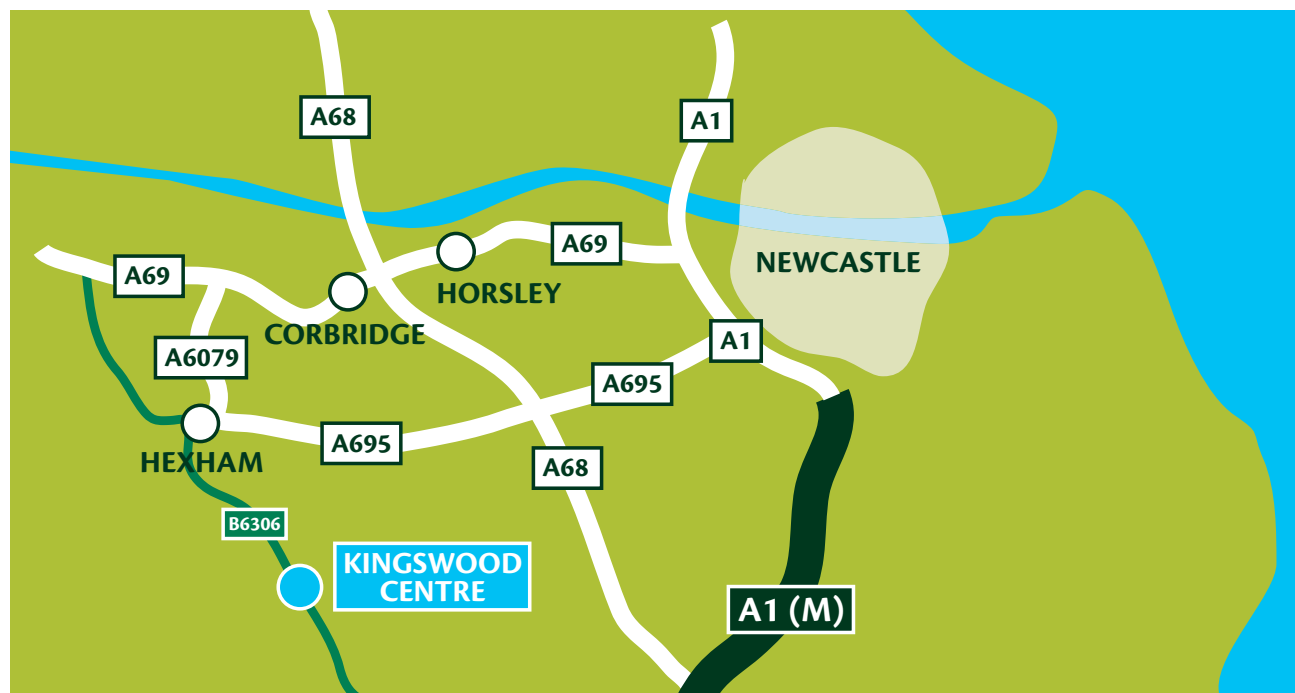 A68
A1
A69
A69
NEWCASTLE
HORSLEY
CORBRIDGE
A1
A6079
A695
A695
HEXHAM
A68
B6306
KINGSWOOD
CENTRE
A1 (M)